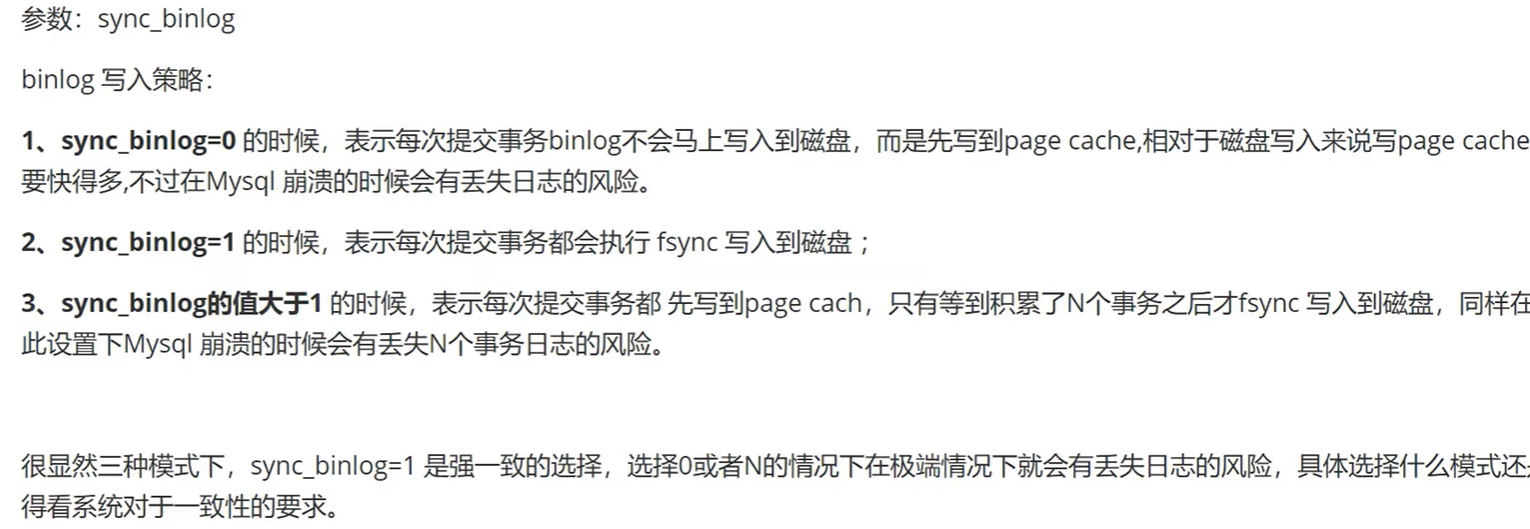 参数：sync_binlog
binlog 写入策略：
1、sync_binlog=0 的时候，表示每次提交事务binlog不会马上写入到磁盘，而是先写到page cache,相对于磁盘写入来说写page cache
要快得多,不过在Mysql 崩溃的时候会有丢失日志的风险。
2、sync_binlog=1 的时候，表示每次提交事务都会执行 fsync 写入到磁盘 ；
3、sync_binlog的值大于1 的时候，表示每次提交事务都 先写到page cach，只有等到积累了N个事务之后才fsync 写入到磁盘，同样在
此设置下Mysql 崩溃的时候会有丢失N个事务日志的风险。
很显然三种模式下，sync_binlog=1 是强一致的选择，选择0或者N的情况下在极端情况下就会有丢失日志的风险，具体选择什么模式还
得看系统对于一致性的要求。